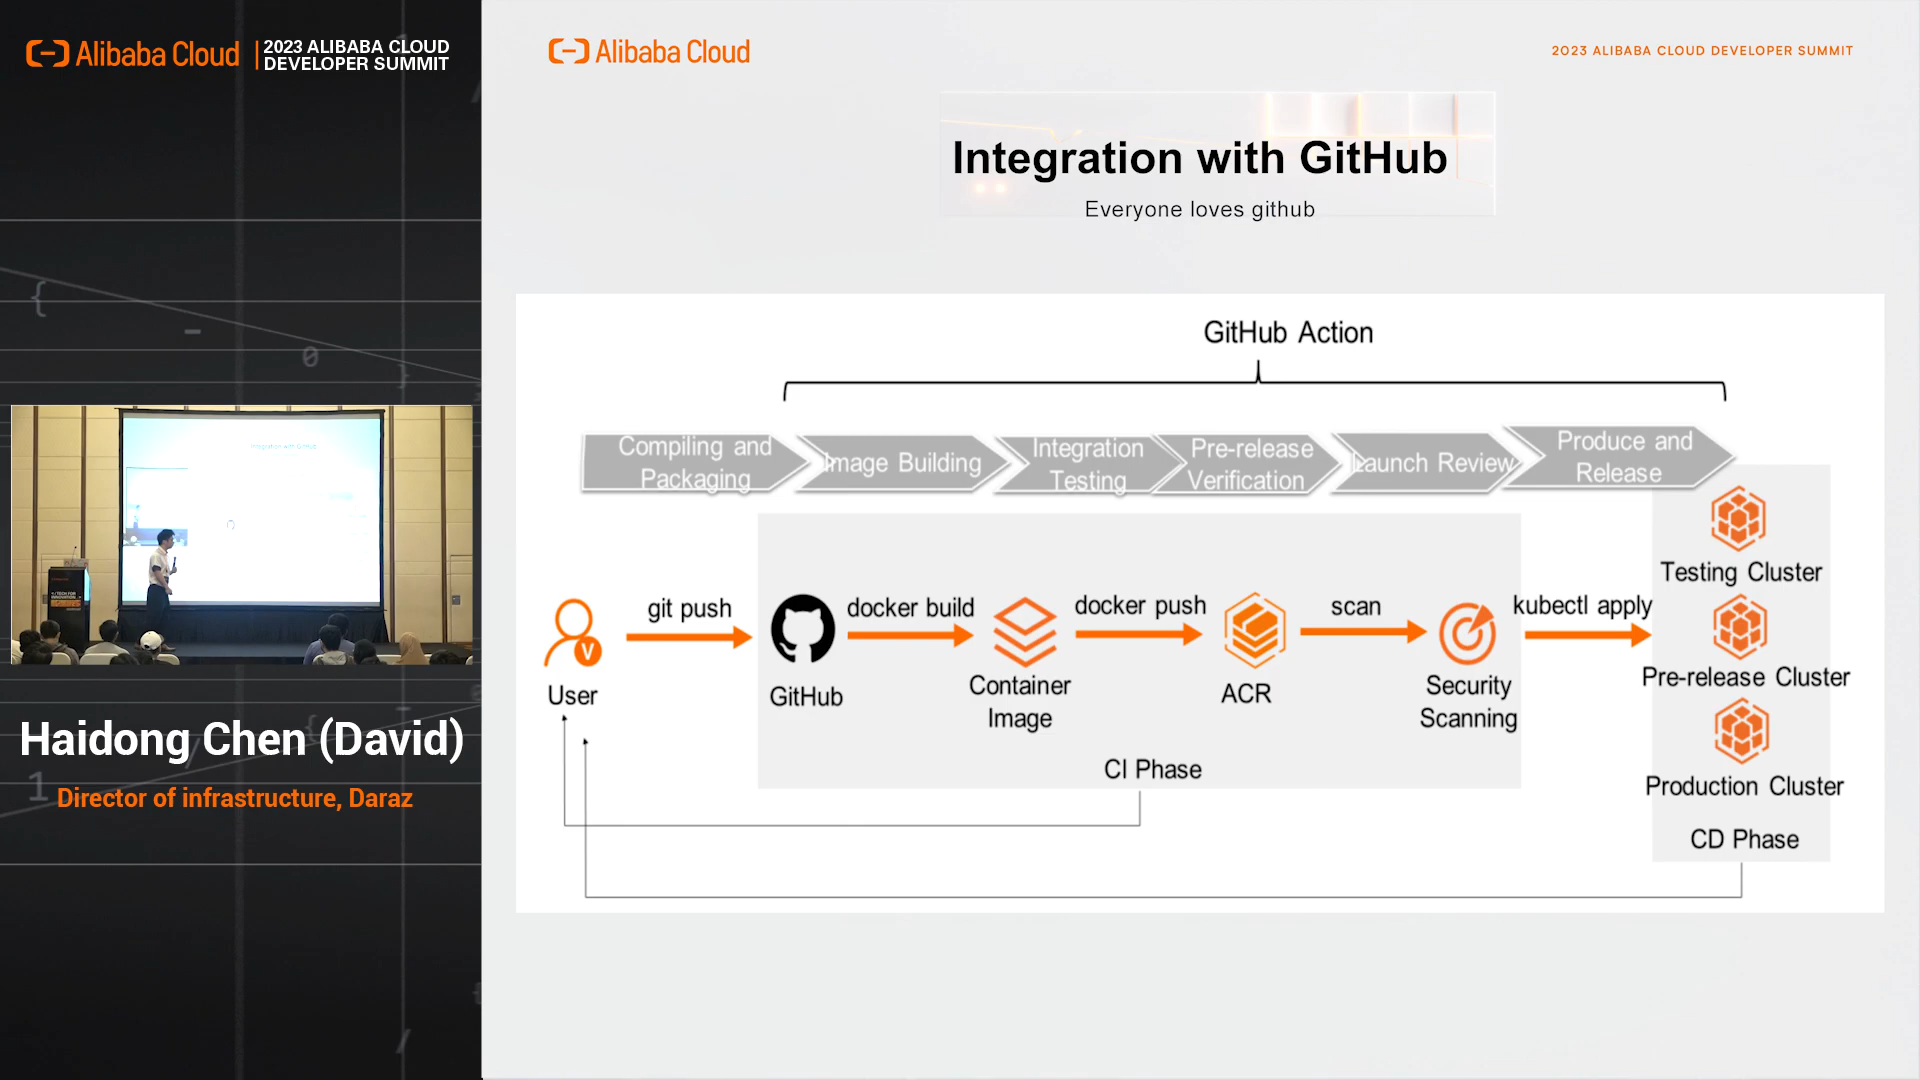 Alibaba Cloud
2023 ALIBABA CLOUD
DEVELOPER SUMMIT
Alibaba Cloud
2023 ALIBABA CLOUD DEVELOPER SUMMIT
Integration with GitHub
Everyone loves github
GitHub Action
Compiling and
Packaging
Image Building
Integration
Testing
Pre-release
Verification
Launch Review
Produce and
Release
git push
docker build
docker push
scan
kubectl apply
User
V
GitHub
Container
Image
ACR
Security
Scanning
CI Phase
Testing Cluster
Pre-release Cluster
Production Cluster
CD Phase
Integration with GitHub
Haidong Chen (David)
Director of infrastructure, Daraz